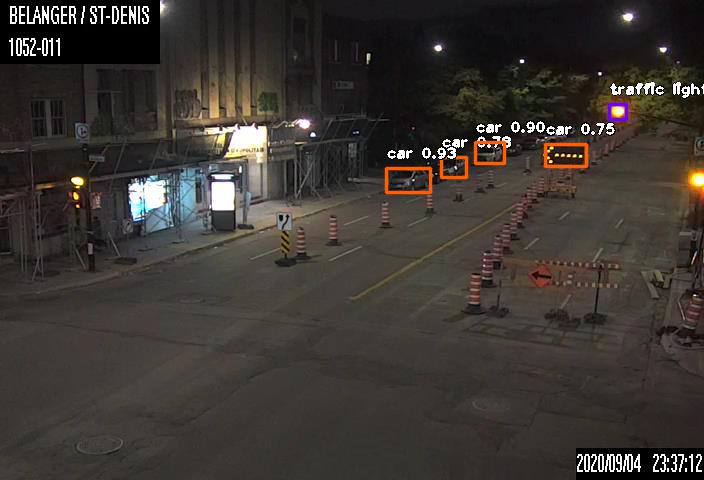 BELANGER / ST-DENIS
1052-011
traffic light
car 0.90
car 0.75
car 0.93
car 0.78
2020/09/04 23:37:12